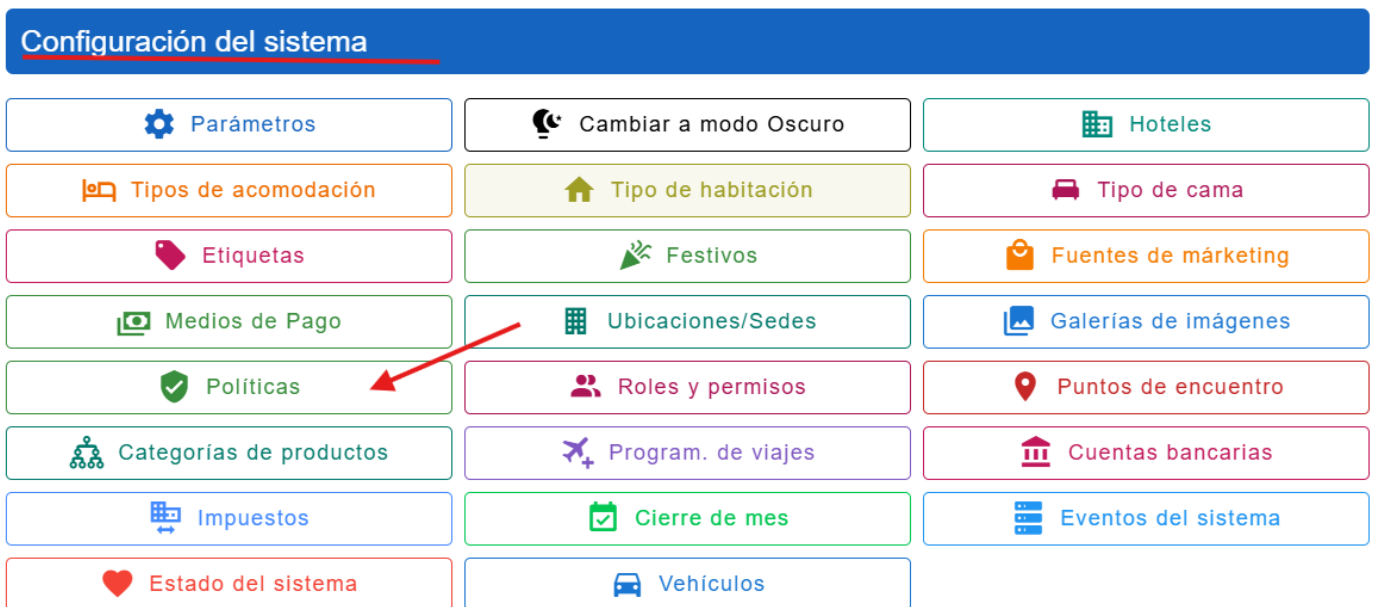 Configuración del sistema
Parámetros
Cambiar a modo Oscuro
Hoteles
Tipos de acomodación
Tipo de habitación
Tipo de cama
Etiquetas
Festivos
Fuentes de márketing
Medios de Pago
Ubicaciones/Sedes
Galerías de imágenes
Políticas
Roles y permisos
Puntos de encuentro
Categorías de productos
Program. de viajes
Cuentas bancarias
Impuestos
Cierre de mes
Eventos del sistema
Estado del sistema
Vehículos